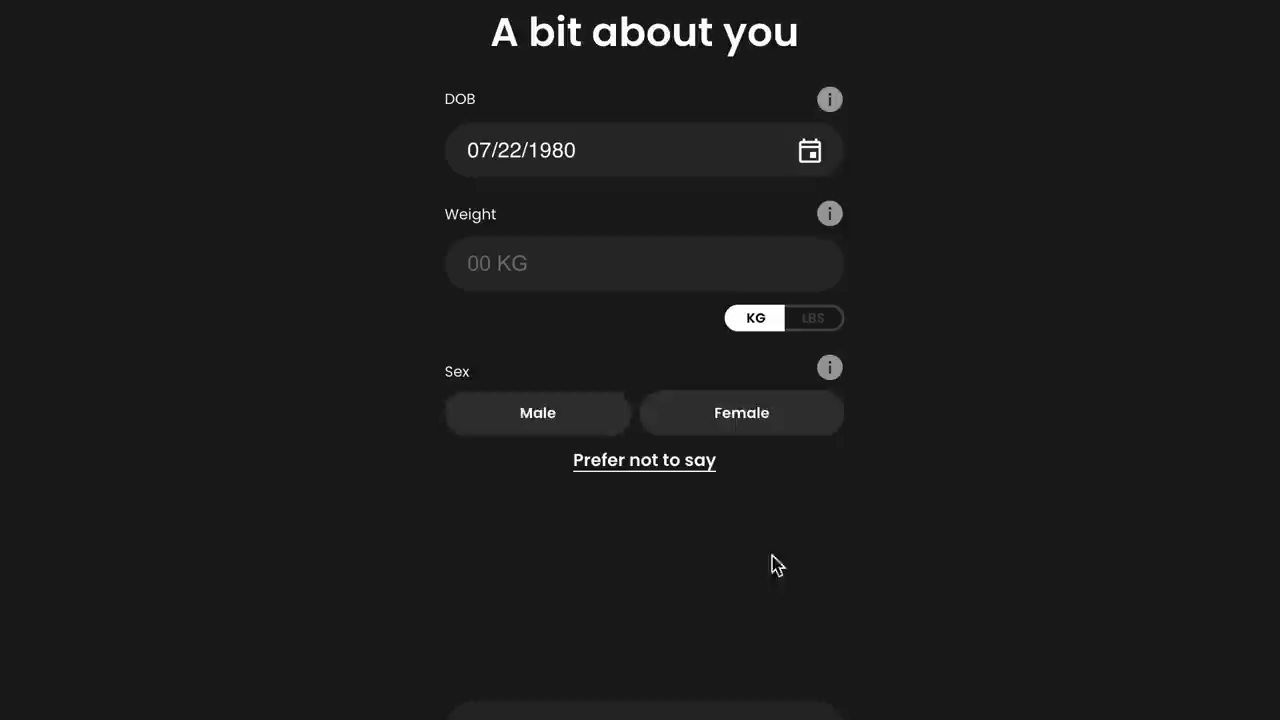 A bit about you
DOB
07/22/1980
Weight
00 KG
KG LBS
Sex
Male Female
Prefer not to say